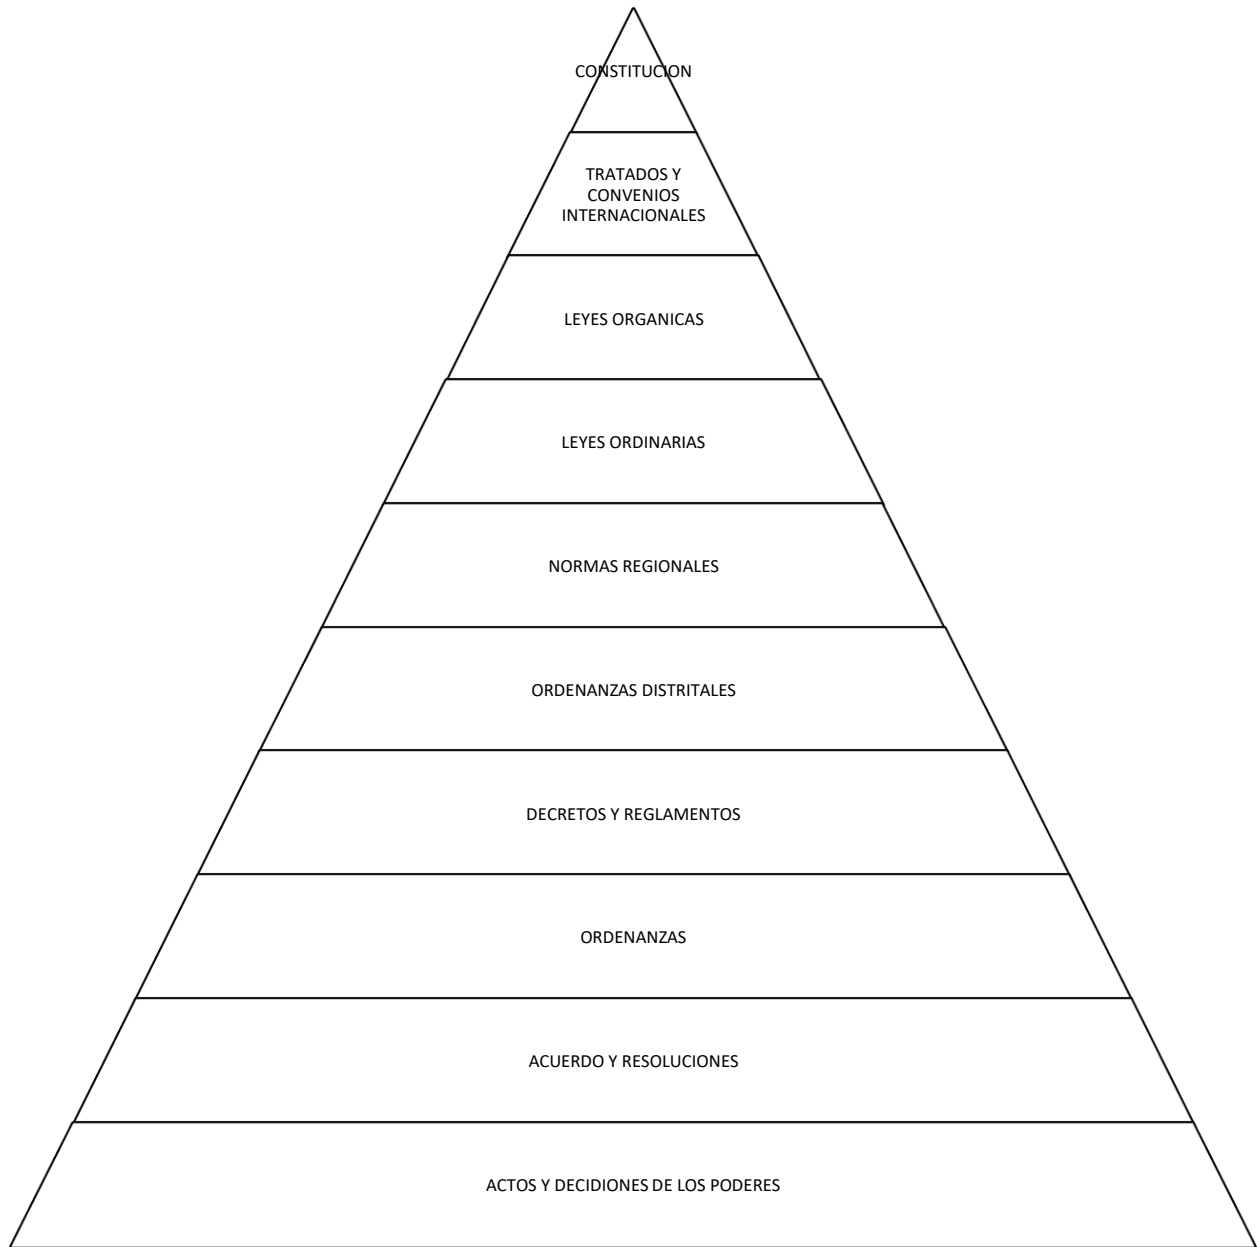 CONSTITUCION
TRATADOS Y
CONVENIOS
INTERNACIONALES
LEYES ORGANICAS
LEYES ORDINARIAS
NORMAS REGIONALES
ORDENANZAS DISTRITALES
DECRETOS Y REGLAMENTOS
ORDENANZAS
ACUERDO Y RESOLUCIONES
ACTOS Y DECIDIONES DE LOS PODERES